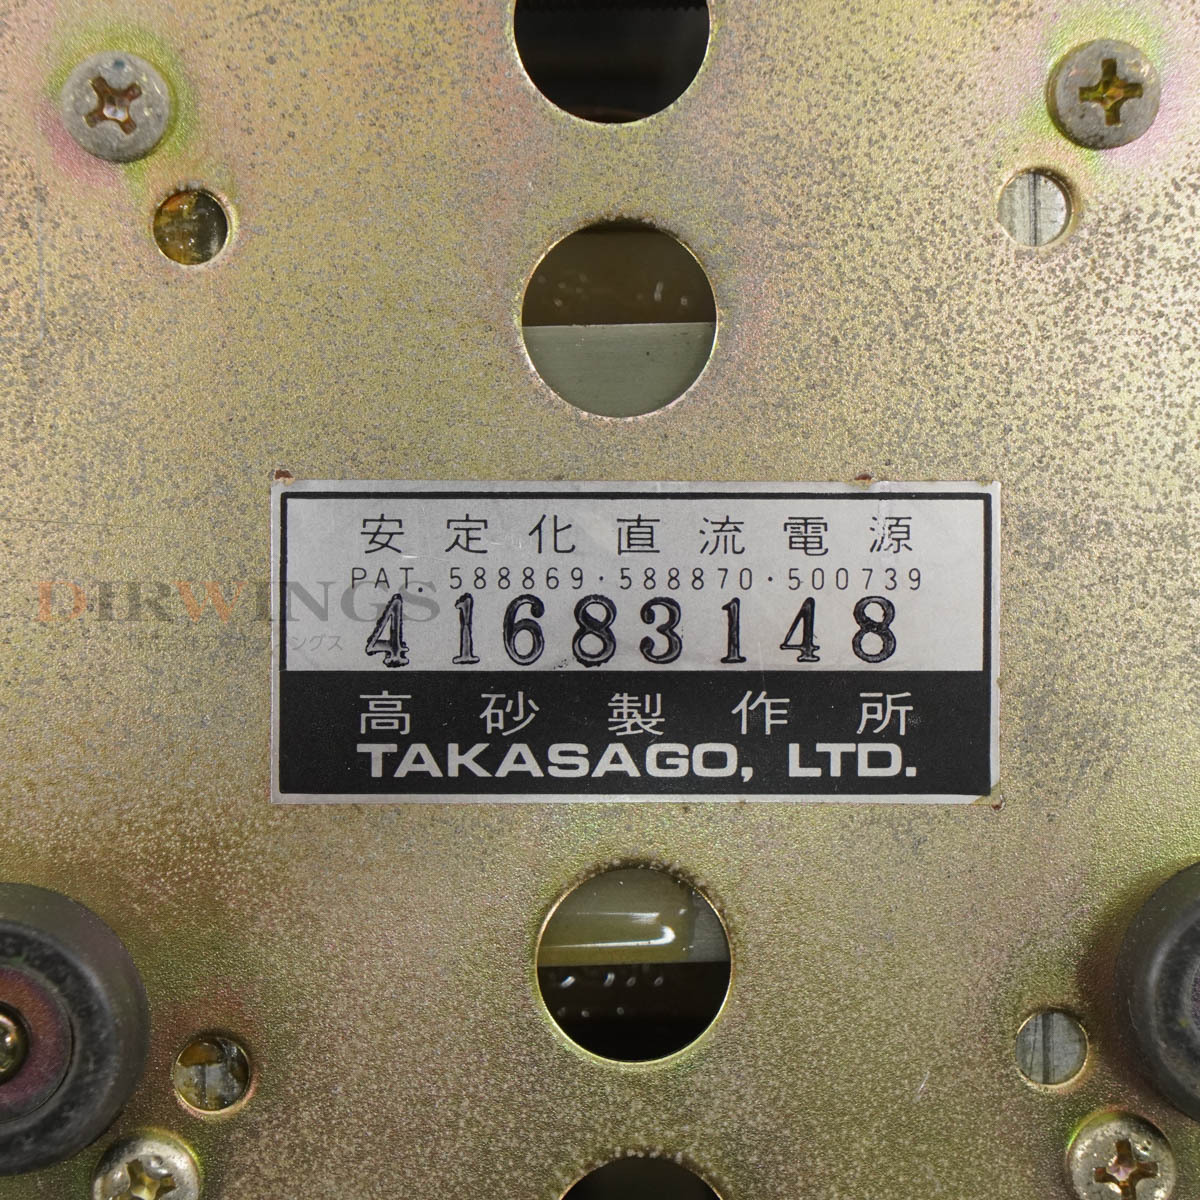 安定化直流電源
PAT. 588869・588870・500739
DIRWINGS
41683148
高砂製作所
TAKASAGO, LTD.